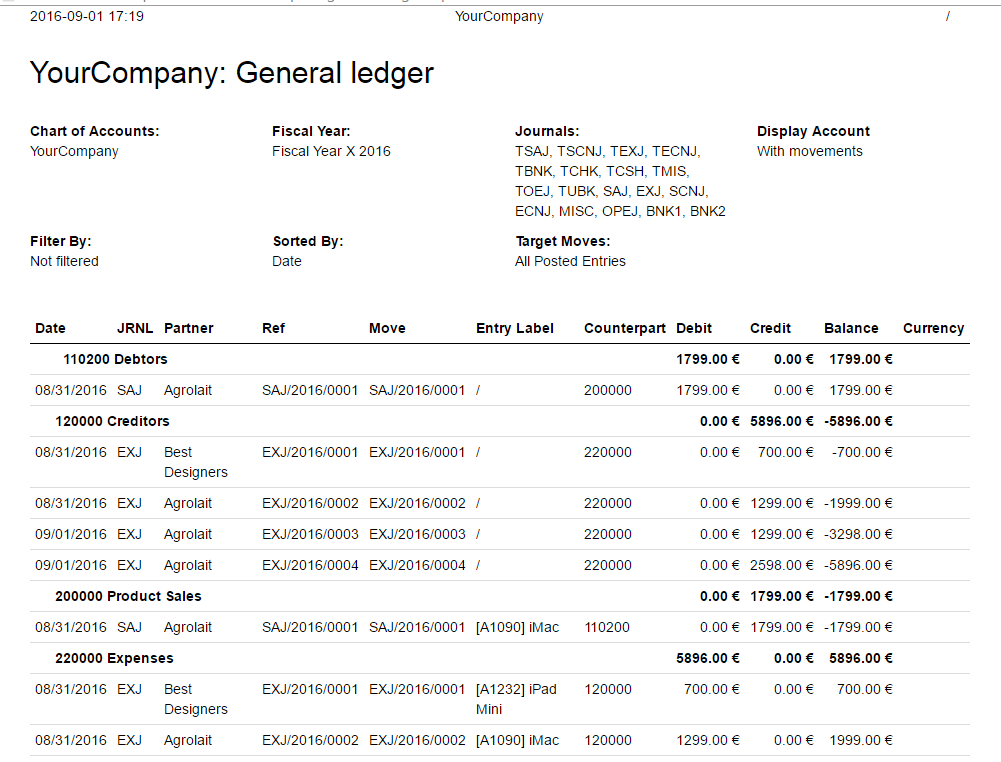 2016-09-01 17:19 YourCompany /
YourCompany: General ledger
Chart of Accounts: Fiscal Year: Journals: Display Account
YourCompany Fiscal Year X 2016 TSAJ, TSCNJ, TEXJ, TECNJ, With movements
TBNK, TCHK, TCSH, TMIS,
TOEJ, TUBK, SAJ, EXJ, SCNJ,
ECNJ, MISC, OPEJ, BNK1, BNK2
Filter By: Sorted By: Target Moves:
Not filtered Date All Posted Entries
Date JRNL Partner Ref Move Entry Label Counterpart Debit Credit Balance Currency
110200 Debtors 1799.00 € 0.00 € 1799.00 €
08/31/2016 SAJ Agrolait SAJ/2016/0001 SAJ/2016/0001 / 200000 1799.00 € 0.00 € 1799.00 €
120000 Creditors 0.00 € 5896.00 € -5896.00 €
08/31/2016 EXJ Best EXJ/2016/0001 EXJ/2016/0001 / 220000 0.00 € 700.00 € -700.00 €
Designers
08/31/2016 EXJ Agrolait EXJ/2016/0002 EXJ/2016/0002 / 220000 0.00 € 1299.00 € -1999.00 €
09/01/2016 EXJ Agrolait EXJ/2016/0003 EXJ/2016/0003 / 220000 0.00 € 1299.00 € -3298.00 €
09/01/2016 EXJ Agrolait EXJ/2016/0004 EXJ/2016/0004 / 220000 0.00 € 2598.00 € -5896.00 €
200000 Product Sales 0.00 € 1799.00 € -1799.00 €
08/31/2016 SAJ Agrolait SAJ/2016/0001 SAJ/2016/0001 [A1090] iMac 110200 0.00 € 1799.00 € -1799.00 €
220000 Expenses 5896.00 € 0.00 € 5896.00 €
08/31/2016 EXJ Best EXJ/2016/0001 EXJ/2016/0001 [A1232] iPad 120000 700.00 € 0.00 € 700.00 €
Designers Mini
08/31/2016 EXJ Agrolait EXJ/2016/0002 EXJ/2016/0002 [A1090] iMac 120000 1299.00 € 0.00 € 1999.00 €